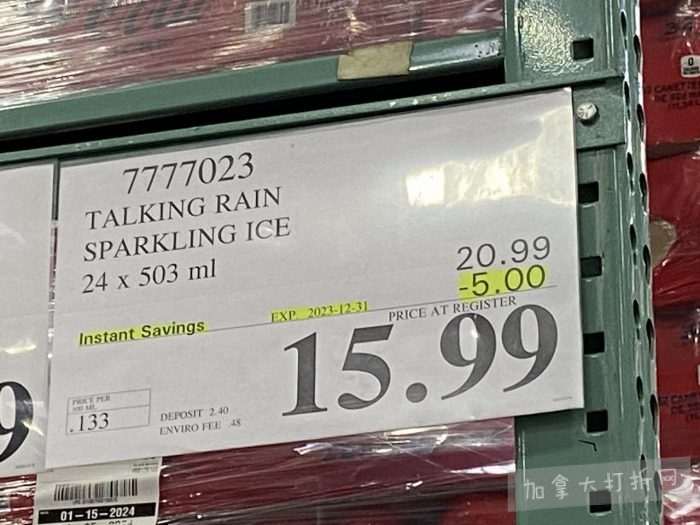 7777023
TALKING RAIN
SPARKLING ICE
24 x 503 ml
20.99
-5.00
Instant Savings
EXP. 2023-12-31
PRICE AT REGISTER
15.99
PRICE PER
100 ML
.133
DEPOSIT 2.40
ENVIRO FEE .48
9
01-15-2024
加拿大打折网